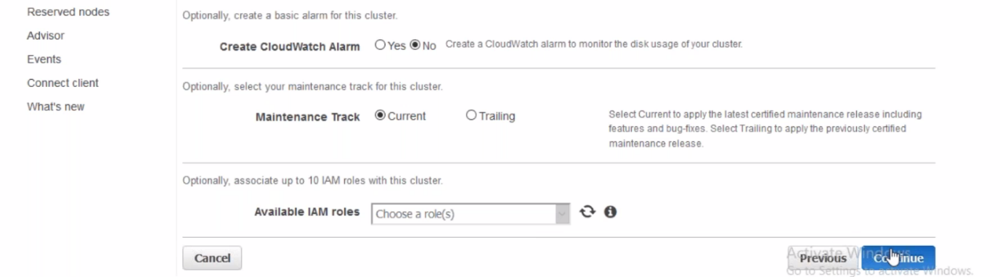 Reserved nodes
Advisor
Events
Connect client
What's new
Optionally, create a basic alarm for this cluster.
Create CloudWatch Alarm Yes No Create a CloudWatch alarm to monitor the disk usage of your cluster.
Optionally, select your maintenance track for this cluster.
Maintenance Track Current Trailing Select Current to apply the latest certified maintenance release including
features and bug-fixes. Select Trailing to apply the previously certified
maintenance release.
Optionally, associate up to 10 IAM roles with this cluster.
Available IAM roles Choose a role(s)
Cancel Previous Continue
Activate Windows
Go to Settings to activate Windows.